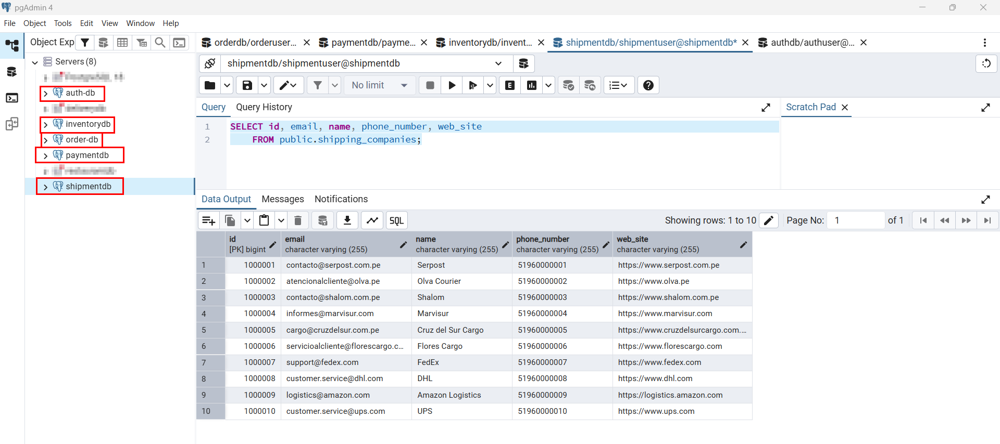 pgAdmin 4
File Object Tools Edit View Window Help
Object Exp
orderdb/orderuser... paymentdb/payme... inventorydb/invent... shipmentdb/shipmentuser@shipmentdb* authdb/authuser@...
Servers (8)
auth-db
inventorydb
order-db
paymentdb
shipmentdb
shipmentdb/shipmentuser@shipmentdb
No limit
E
Query Query History
Scratch Pad
1 SELECT id, email, name, phone_number, web_site
2 FROM public.shipping_companies;
Data Output Messages Notifications
SQL
Showing rows: 1 to 10 Page No: 1 of 1
id email name phone_number web_site
[PK] bigint character varying (255) character varying (255) character varying (255) character varying (255)
1 1000001 contacto@serpost.com.pe Serpost 51960000001 https://www.serpost.com.pe
2 1000002 atencionalcliente@olva.pe Olva Courier 51960000002 https://www.olva.pe
3 1000003 contacto@shalom.com.pe Shalom 51960000003 https://www.shalom.com.pe
4 1000004 informes@marvisur.com Marvisur 51960000004 https://www.marvisur.com
5 1000005 cargo@cruzdelsur.com.pe Cruz del Sur Cargo 51960000005 https://www.cruzdelsurcargo.com....
6 1000006 servicioalcliente@florescargo.c... Flores Cargo 51960000006 https://www.florescargo.com
7 1000007 support@fedex.com FedEx 51960000007 https://www.fedex.com
8 1000008 customer.service@dhl.com DHL 51960000008 https://www.dhl.com
9 1000009 logistics@amazon.com Amazon Logistics 51960000009 https://logistics.amazon.com
10 1000010 customer.service@ups.com UPS 51960000010 https://www.ups.com